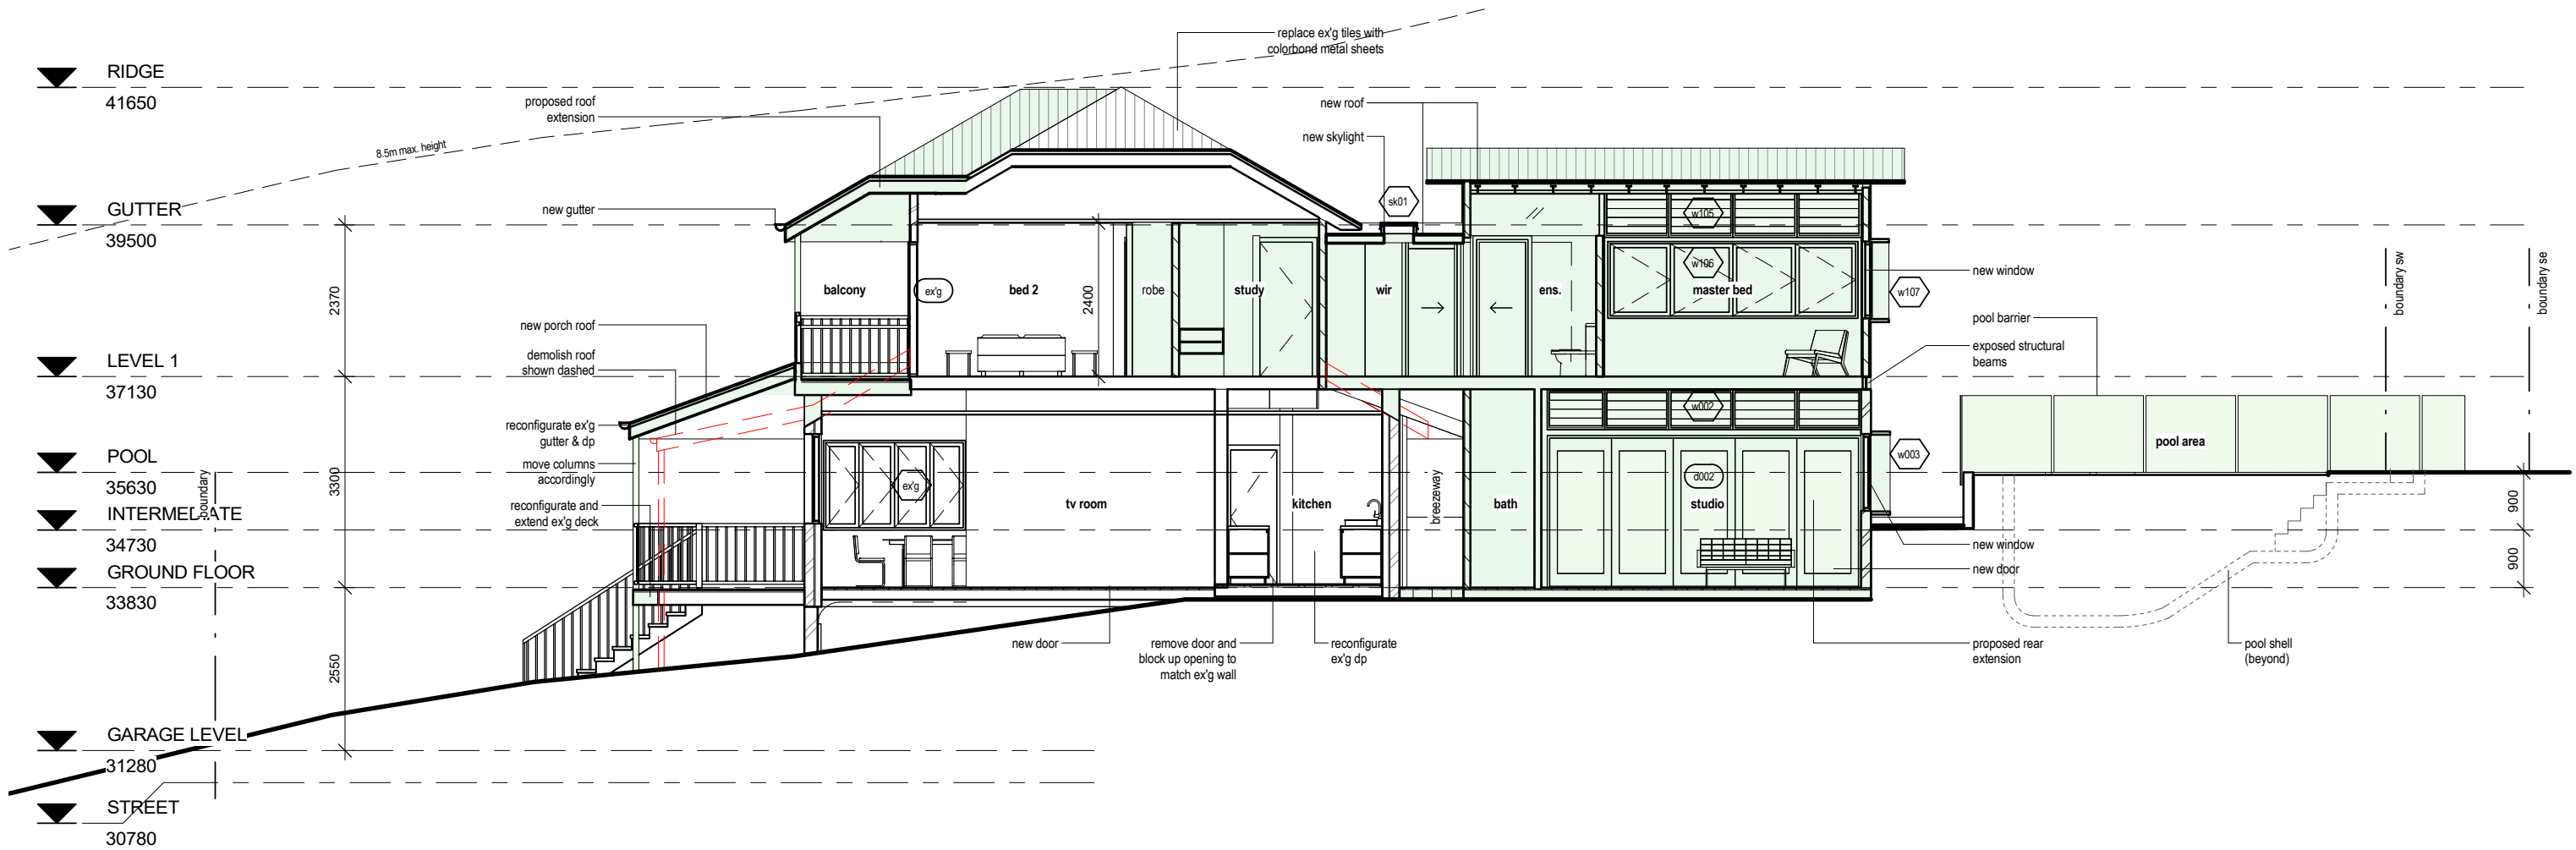 replace ex'g tiles with
colorbond metal sheets
RIDGE
41650
proposed roof
extension
new roof
new skylight
8.5m max. height
GUTTER
39500
new gutter
sk01
w105
w106
new window
w107
boundary sw
boundary se
2370
balcony
ex'g
bed 2
2400
robe
study
wir
ens.
master bed
new porch roof
pool barrier
demolish roof
shown dashed
exposed structural
beams
LEVEL 1
37130
w002
reconfigurate ex'g
gutter & dp
pool area
w003
POOL
35630
boundary
move columns
accordingly
3300
ex'g
tv room
kitchen
breezeway
bath
d002
studio
reconfigurate and
extend ex'g deck
INTERMEDIATE
34730
900
new window
GROUND FLOOR
33830
900
new door
new door
remove door and
block up opening to
match ex'g wall
reconfigurate
ex'g dp
proposed rear
extension
pool shell
(beyond)
2550
GARAGE LEVEL
31280
STREET
30780